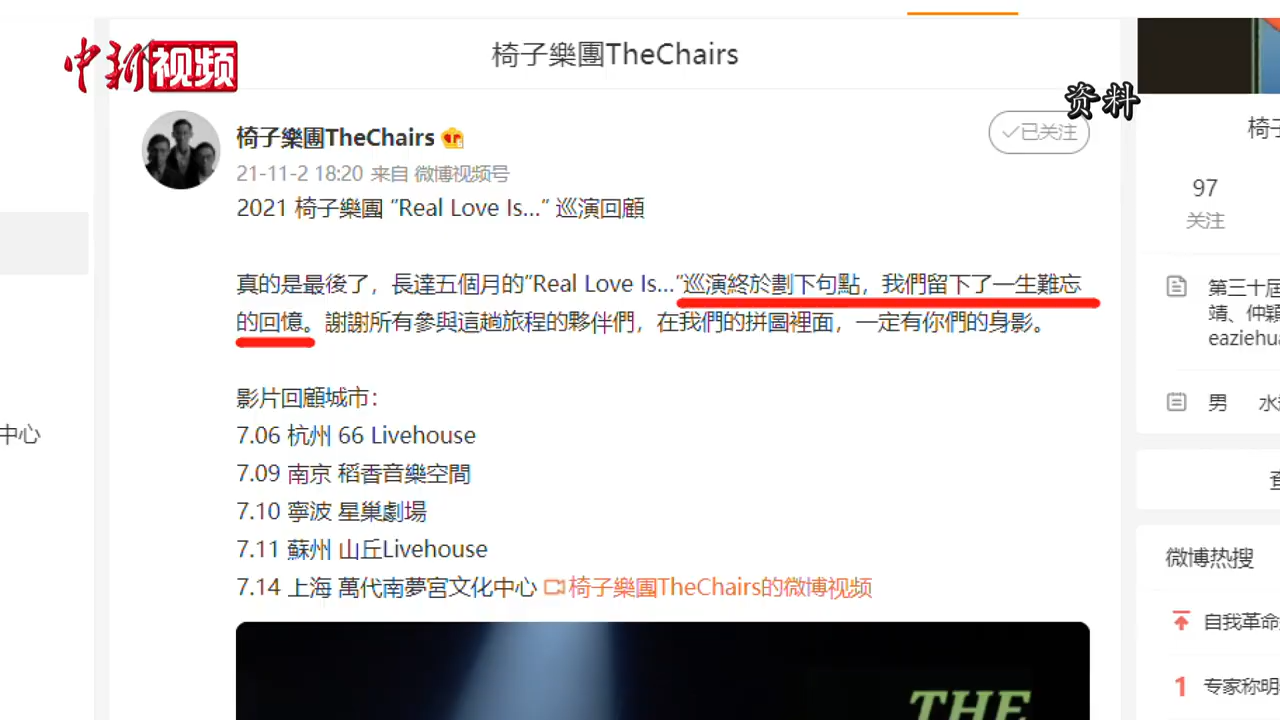 中新视频
椅子樂團TheChairs
资料
椅子樂團TheChairs
已关注
21-11-2 18:20 来自 微博视频号
2021 椅子樂團 “Real Love Is...” 巡演回顧
真的是最後了，長達五個月的“Real Love Is...”巡演終於劃下句點，我們留下了一生難忘
的回憶。謝謝所有參與這趟旅程的夥伴們，在我們的拼圖裡面，一定有你們的身影。
影片回顧城市：
7.06 杭州 66 Livehouse
7.09 南京 稻香音樂空間
7.10 寧波 星巢劇場
7.11 蘇州 山丘Livehouse
7.14 上海 萬代南夢宮文化中心 椅子樂團TheChairs的微博视频
THE
中心
椅子
97
关注
第三十屆
靖、仲穎
eaziehua
男 水
查
微博热搜
自我革命
1 专家称明